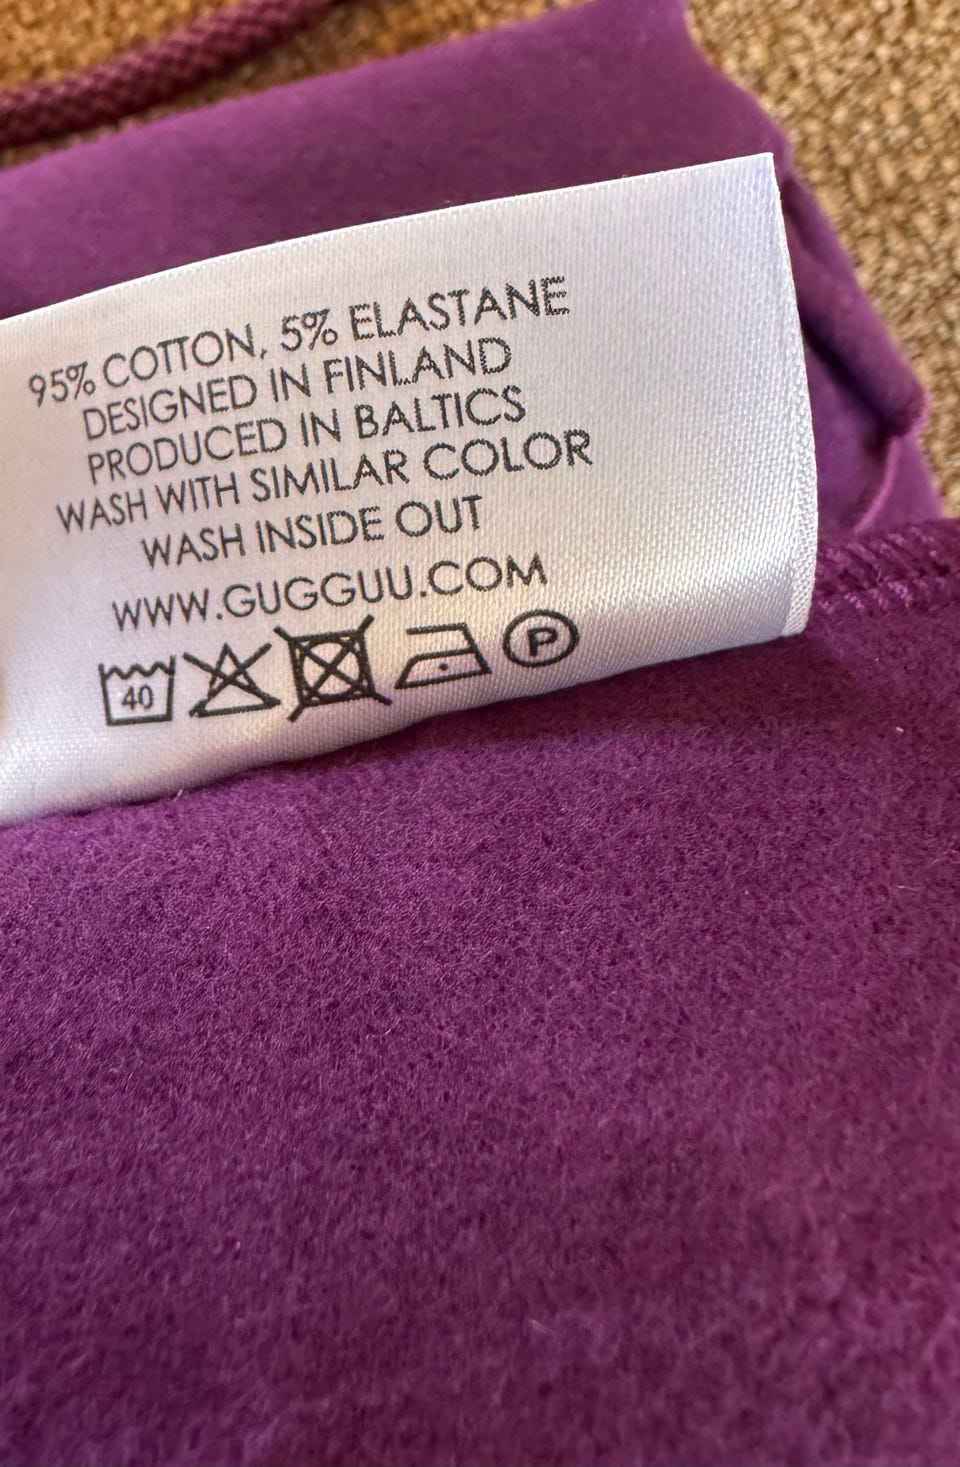 95% COTTON, 5% ELASTANE
DESIGNED IN FINLAND
PRODUCED IN BALTICS
WASH WITH SIMILAR COLOR
WASH INSIDE OUT
WWW.GUGGUU.COM
40 P